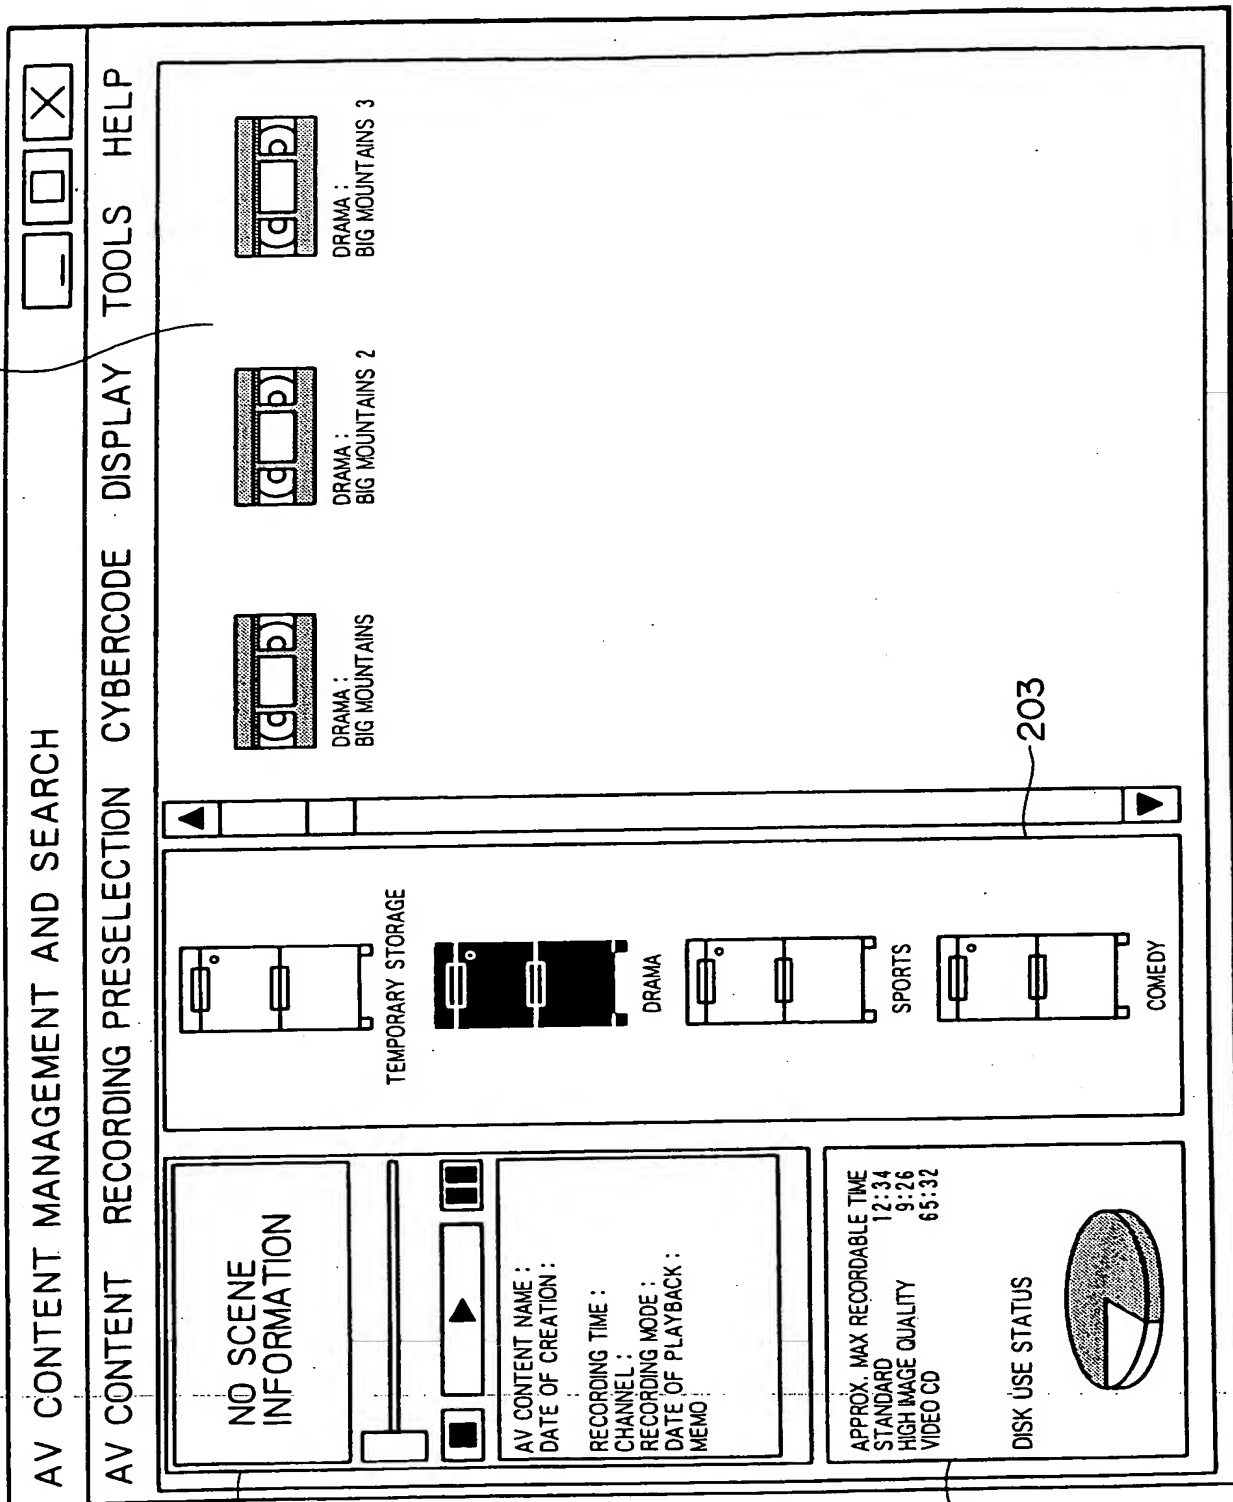 AV CONTENT MANAGEMENT AND SEARCH
AV CONTENT RECORDING PRESELECTION CYBERCODE DISPLAY TOOLS HELP
NO SCENE
INFORMATION
AV CONTENT NAME :
DATE OF CREATION :
RECORDING TIME :
CHANNEL :
RECORDING MODE :
DATE OF PLAYBACK :
MEMO
APPROX. MAX RECORDABLE TIME
STANDARD 12:34
HIGH IMAGE QUALITY 9:26
VIDEO CD 65:32
DISK USE STATUS
TEMPORARY STORAGE
DRAMA
SPORTS
COMEDY
203
DRAMA :
BIG MOUNTAINS
DRAMA :
BIG MOUNTAINS 2
DRAMA :
BIG MOUNTAINS 3